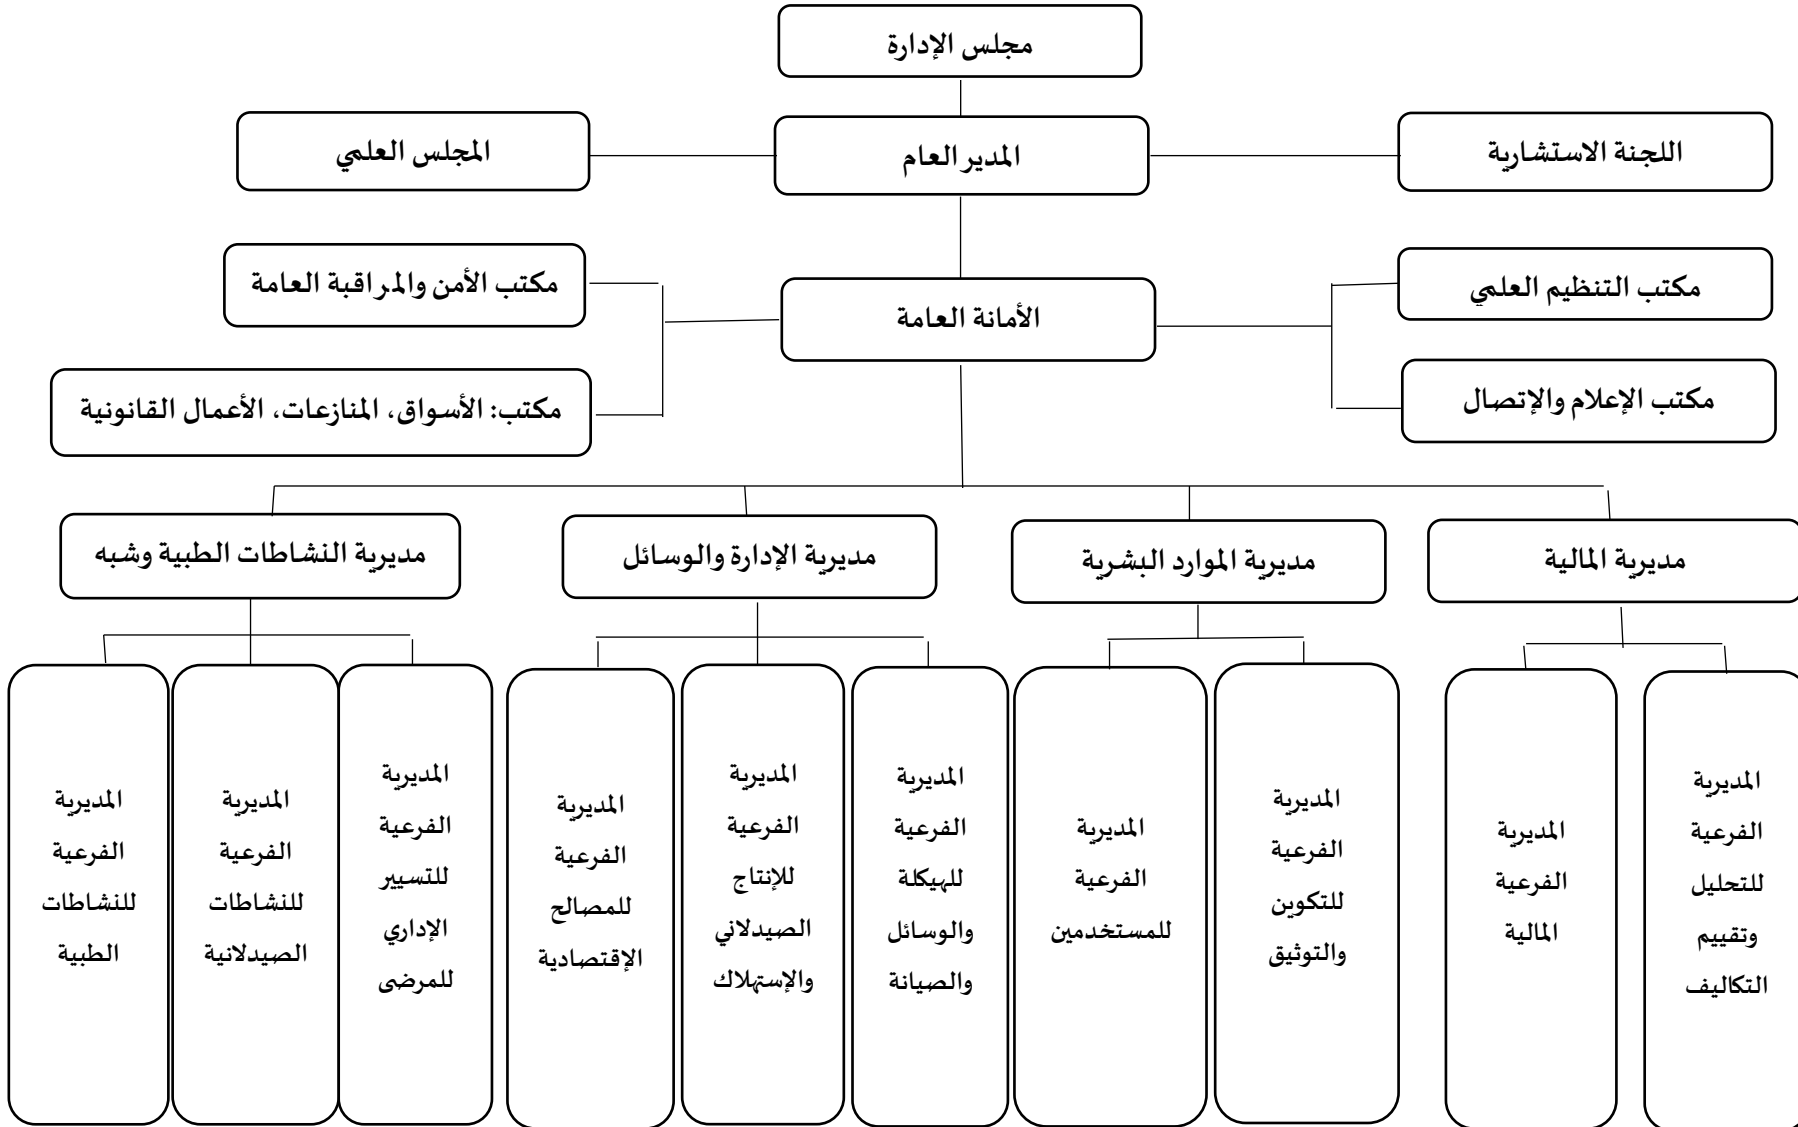 مجلس الإدارة
اللجنة الاستشارية
المدير العام
المجلس العلمي
مكتب التنظيم العلمي
مكتب الأمن والمراقبة العامة
الأمانة العامة
مكتب الإعلام والإتصال
مكتب: الأسواق، المنازعات، الأعمال القانونية
مديرية المالية
مديرية الموارد البشرية
مديرية الإدارة والوسائل
مديرية النشاطات الطبية وشبه
المديرية
الفرعية
للتحليل
وتقييم
التكاليف
المديرية
الفرعية
المالية
المديرية
الفرعية
للتكوين
والتوثيق
المديرية
الفرعية
للمستخدمين
المديرية
الفرعية
للهيكلة
والوسائل
والصيانة
المديرية
الفرعية
للإنتاج
الصيدلاني
والإستهلاك
المديرية
الفرعية
للمصالح
الإقتصادية
المديرية
الفرعية
للتسيير
الإداري
للمرضى
المديرية
الفرعية
للنشاطات
الصيدلانية
المديرية
الفرعية
للنشاطات
الطبية